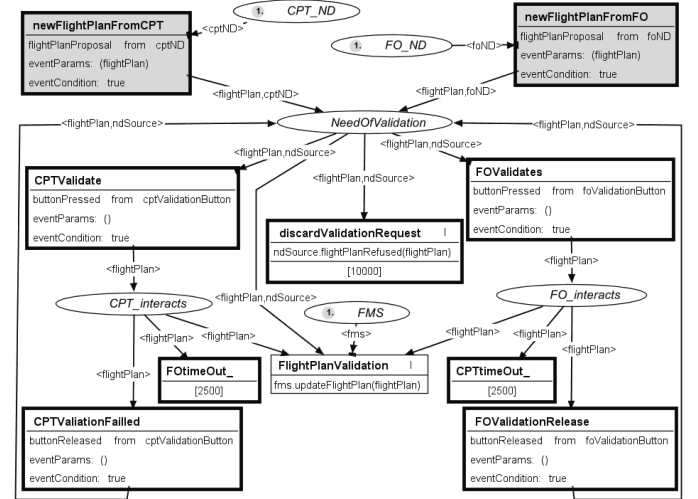 newFlightPlanFromCPT
flightPlanProposal from cptND
eventParams: (flightPlan)
eventCondition: true
1. CPT_ND
<cptND>
1. FO_ND
<foND>
newFlightPlanFromFO
flightPlanProposal from foND
eventParams: (flightPlan)
eventCondition: true
<flightPlan,cptND>
<flightPlan,foND>
NeedOfValidation
<flightPlan,ndSource>
<flightPlan,ndSource>
<flightPlan,ndSource>
<flightPlan,ndSource>
<flightPlan,ndSource>
CPTValidate
buttonPressed from cptValidationButton
eventParams: ()
eventCondition: true
discardValidationRequest
ndSource.flightPlanRefused(flightPlan)
[10000]
FOValidates
buttonPressed from foValidationButton
eventParams: ()
eventCondition: true
<flightPlan>
<flightPlan>
CPT_interacts
<flightPlan,ndSource>
1. FMS
FO_interacts
<flightPlan>
<flightPlan>
<fms>
<flightPlan>
<flightPlan>
<flightPlan>
<flightPlan>
FOtimeOut_
[2500]
FlightPlanValidation
fms.updateFlightPlan(flightPlan)
CPTtimeOut_
[2500]
CPTValiationFailled
buttonReleased from cptValidationButton
eventParams: ()
eventCondition: true
FOValidationRelease
buttonReleased from foValidationButton
eventParams: ()
eventCondition: true